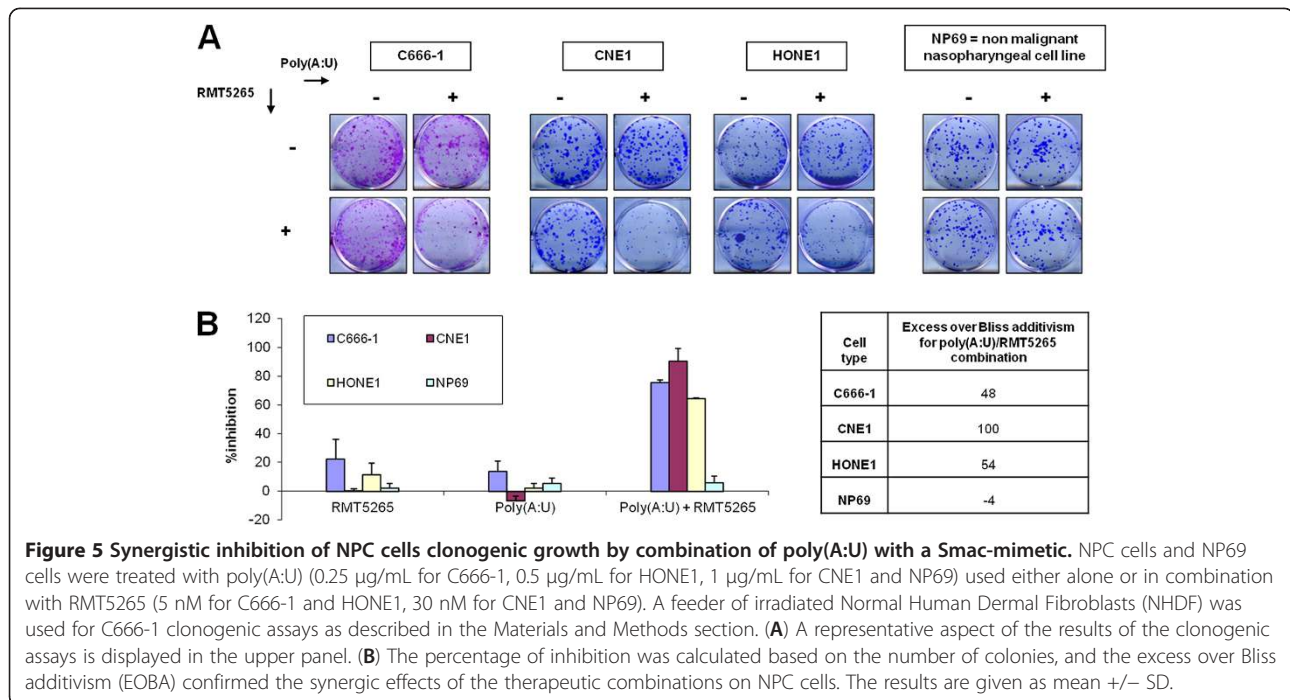 A
Poly(A:U)
RMT5265
C666-1
CNE1
HONE1
NP69 = non malignant
nasopharyngeal cell line
- + - + - + - +
-
+
B
120
100
80
60
40
20
0
-20
%inhibition
C666-1
CNE1
HONE1
NP69
RMT5265
Poly(A:U)
Poly(A:U) + RMT5265
Cell type
Excess over Bliss additivism for poly(A:U)/RMT5265 combination
C666-1 48
CNE1 100
HONE1 54
NP69 -4
Figure 5 Synergistic inhibition of NPC cells clonogenic growth by combination of poly(A:U) with a Smac-mimetic. NPC cells and NP69
cells were treated with poly(A:U) (0.25 µg/mL for C666-1, 0.5 µg/mL for HONE1, 1 µg/mL for CNE1 and NP69) used either alone or in combination
with RMT5265 (5 nM for C666-1 and HONE1, 30 nM for CNE1 and NP69). A feeder of irradiated Normal Human Dermal Fibroblasts (NHDF) was
used for C666-1 clonogenic assays as described in the Materials and Methods section. (A) A representative aspect of the results of the clonogenic
assays is displayed in the upper panel. (B) The percentage of inhibition was calculated based on the number of colonies, and the excess over Bliss
additivism (EOBA) confirmed the synergic effects of the therapeutic combinations on NPC cells. The results are given as mean +/− SD.